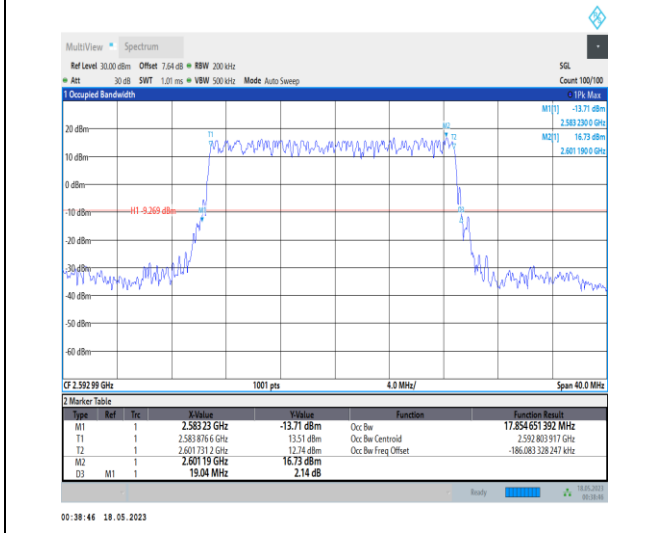 MultiView Spectrum
Ref Level 30.00 dBm Offset 7.64 dB RBW 200 kHz SGL
Att 30 dB SWT 1.01 ms VBW 500 kHz Mode Auto Sweep Count 100/100
1 Occupied Bandwidth 1Pk Max
M1[1] -13.71 dBm
2.583 230 0 GHz
M2[1] 16.73 dBm
2.601 190 0 GHz
M2
T1 T2
20 dBm
10 dBm
0 dBm
M1 D3
-10 dBm H1 -9.269 dBm
-20 dBm
-30 dBm
-40 dBm
-50 dBm
-60 dBm
CF 2.592 99 GHz 1001 pts 4.0 MHz/ Span 40.0 MHz
2 Marker Table
Type Ref Trc X-Value Y-Value Function Function Result
M1 1 2.583 23 GHz -13.71 dBm Occ Bw 17.854 651 392 MHz
T1 1 2.583 876 6 GHz 13.51 dBm Occ Bw Centroid 2.592 803 917 GHz
T2 1 2.601 731 2 GHz 12.74 dBm Occ Bw Freq Offset -186.083 328 247 kHz
M2 1 2.601 19 GHz 16.73 dBm
D3 M1 1 19.04 MHz 2.14 dB
Ready 18.05.2023
00:38:46
00:38:46 18.05.2023